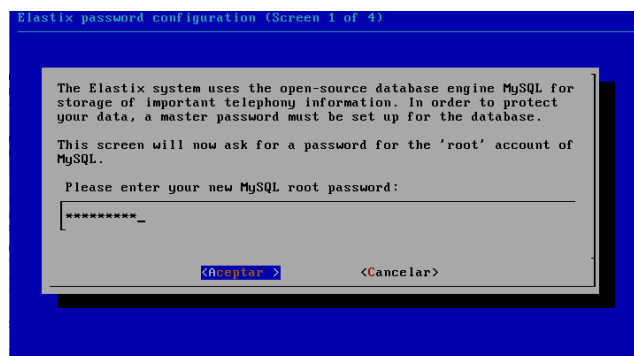 Elastix password configuration (Screen 1 of 4)
The Elastix system uses the open-source database engine MySQL for
storage of important telephony information. In order to protect
your data, a master password must be set up for the database.
This screen will now ask for a password for the 'root' account of
MySQL.
Please enter your new MySQL root password:
*********_
<Aceptar > <Cancelar>